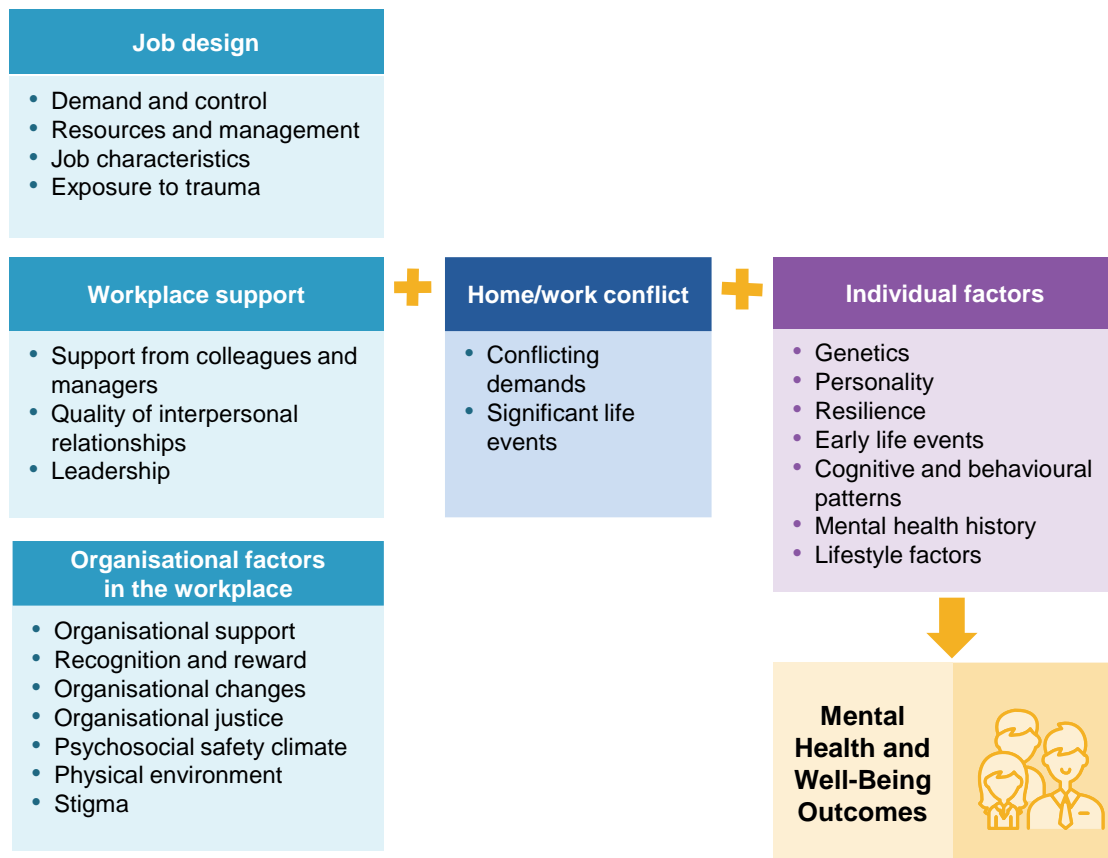 Job design
• Demand and control
• Resources and management
• Job characteristics
• Exposure to trauma
Workplace support
• Support from colleagues and
managers
• Quality of interpersonal
relationships
• Leadership
Home/work conflict
• Conflicting
demands
• Significant life
events
Individual factors
• Genetics
• Personality
• Resilience
• Early life events
• Cognitive and behavioural
patterns
• Mental health history
• Lifestyle factors
Organisational factors
in the workplace
• Organisational support
• Recognition and reward
• Organisational changes
• Organisational justice
• Psychosocial safety climate
• Physical environment
• Stigma
Mental
Health and
Well-Being
Outcomes